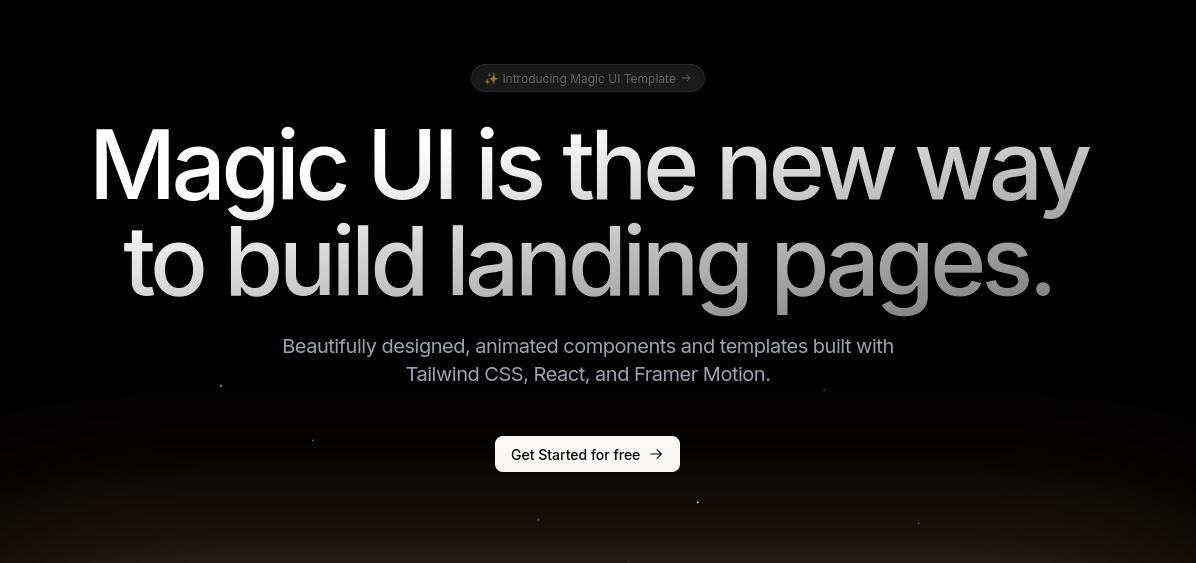 ✨ Introducing Magic UI Template →
Magic UI is the new way
to build landing pages.
Beautifully designed, animated components and templates built with
Tailwind CSS, React, and Framer Motion.
Get Started for free →